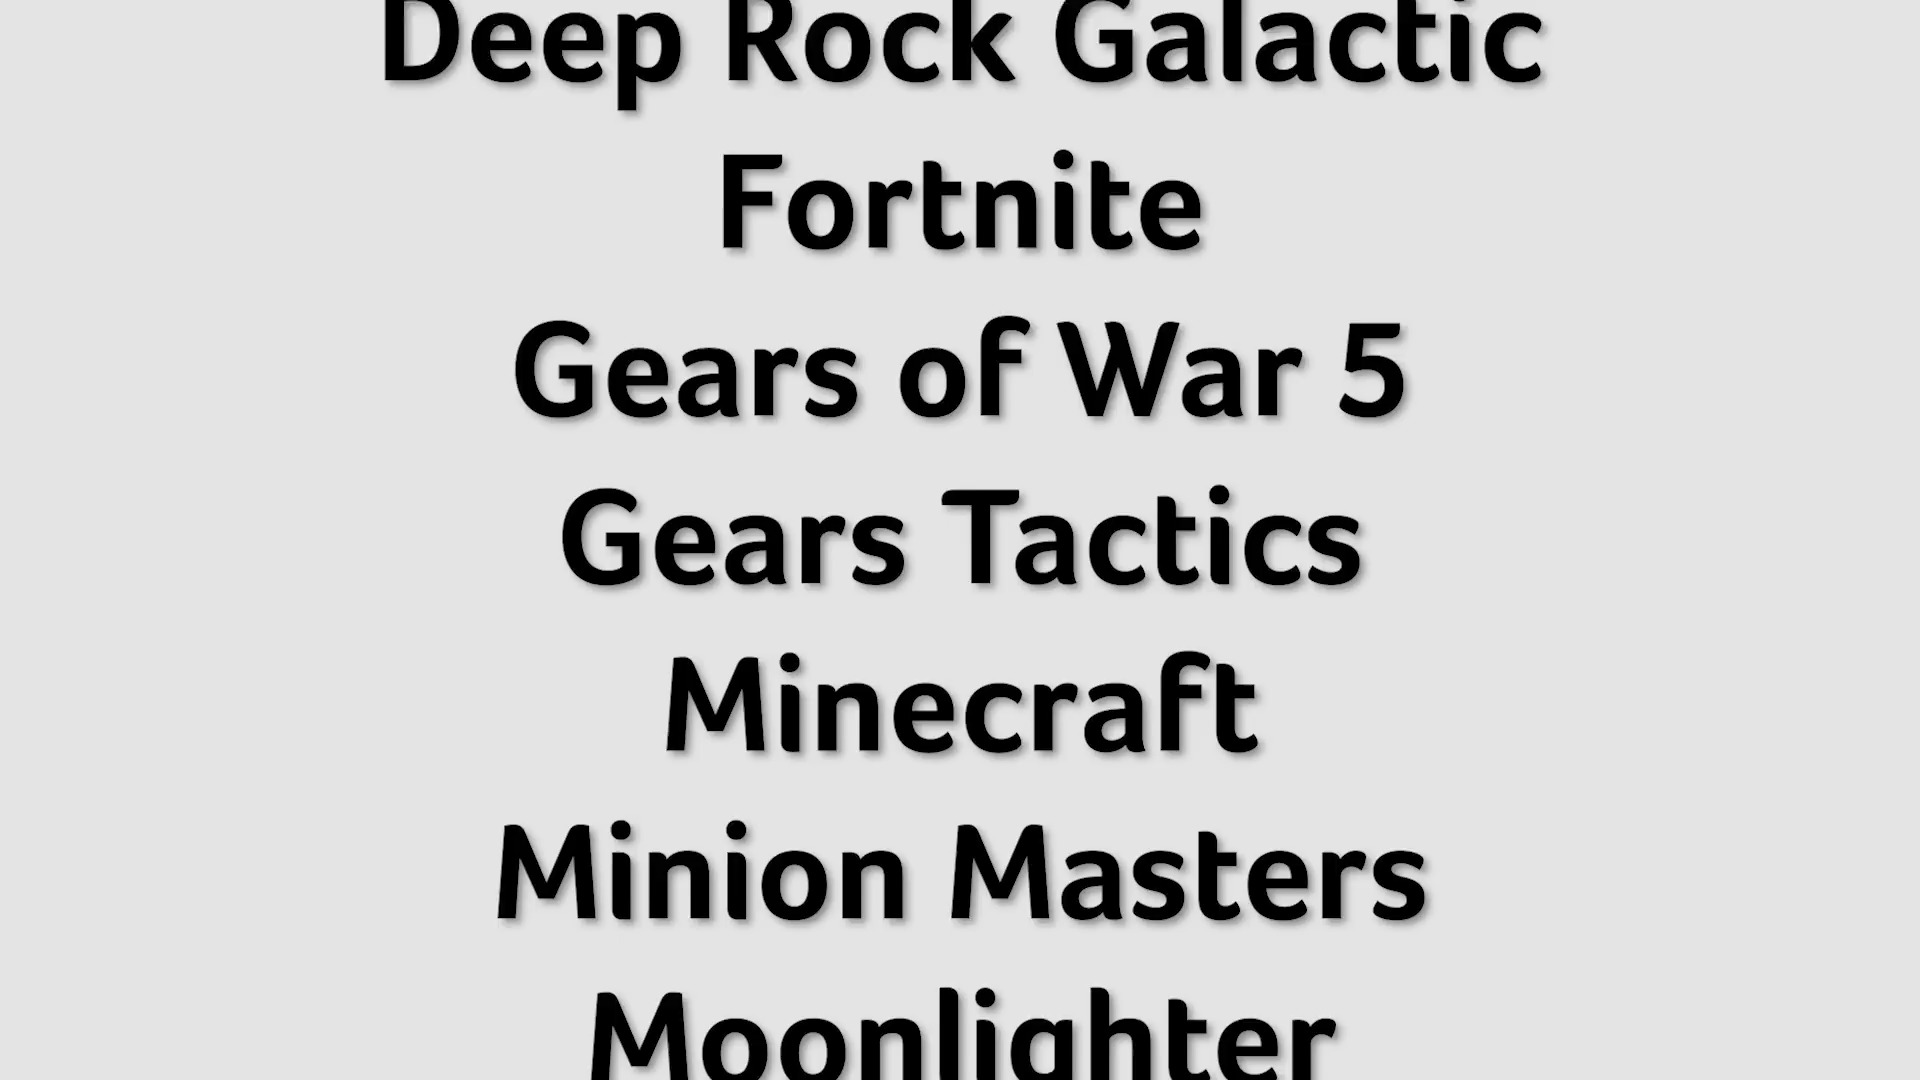 Deep Rock Galactic
Fortnite
Gears of War 5
Gears Tactics
Minecraft
Minion Masters
Moonlighter